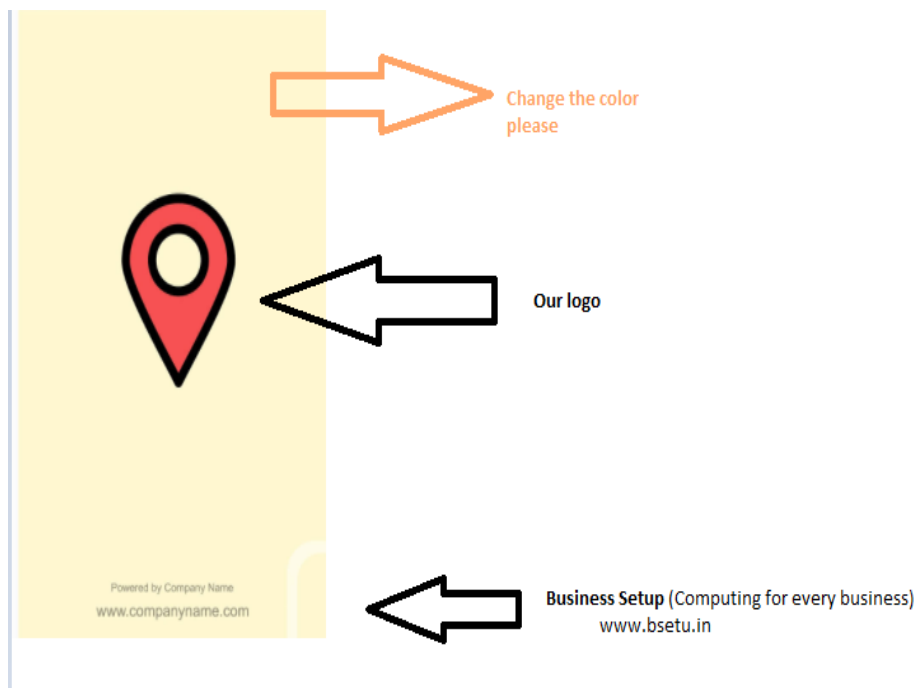 Change the color
please
Our logo
Powered by Company Name
www.companyname.com
Business Setup (Computing for every business)
www.bsetu.in